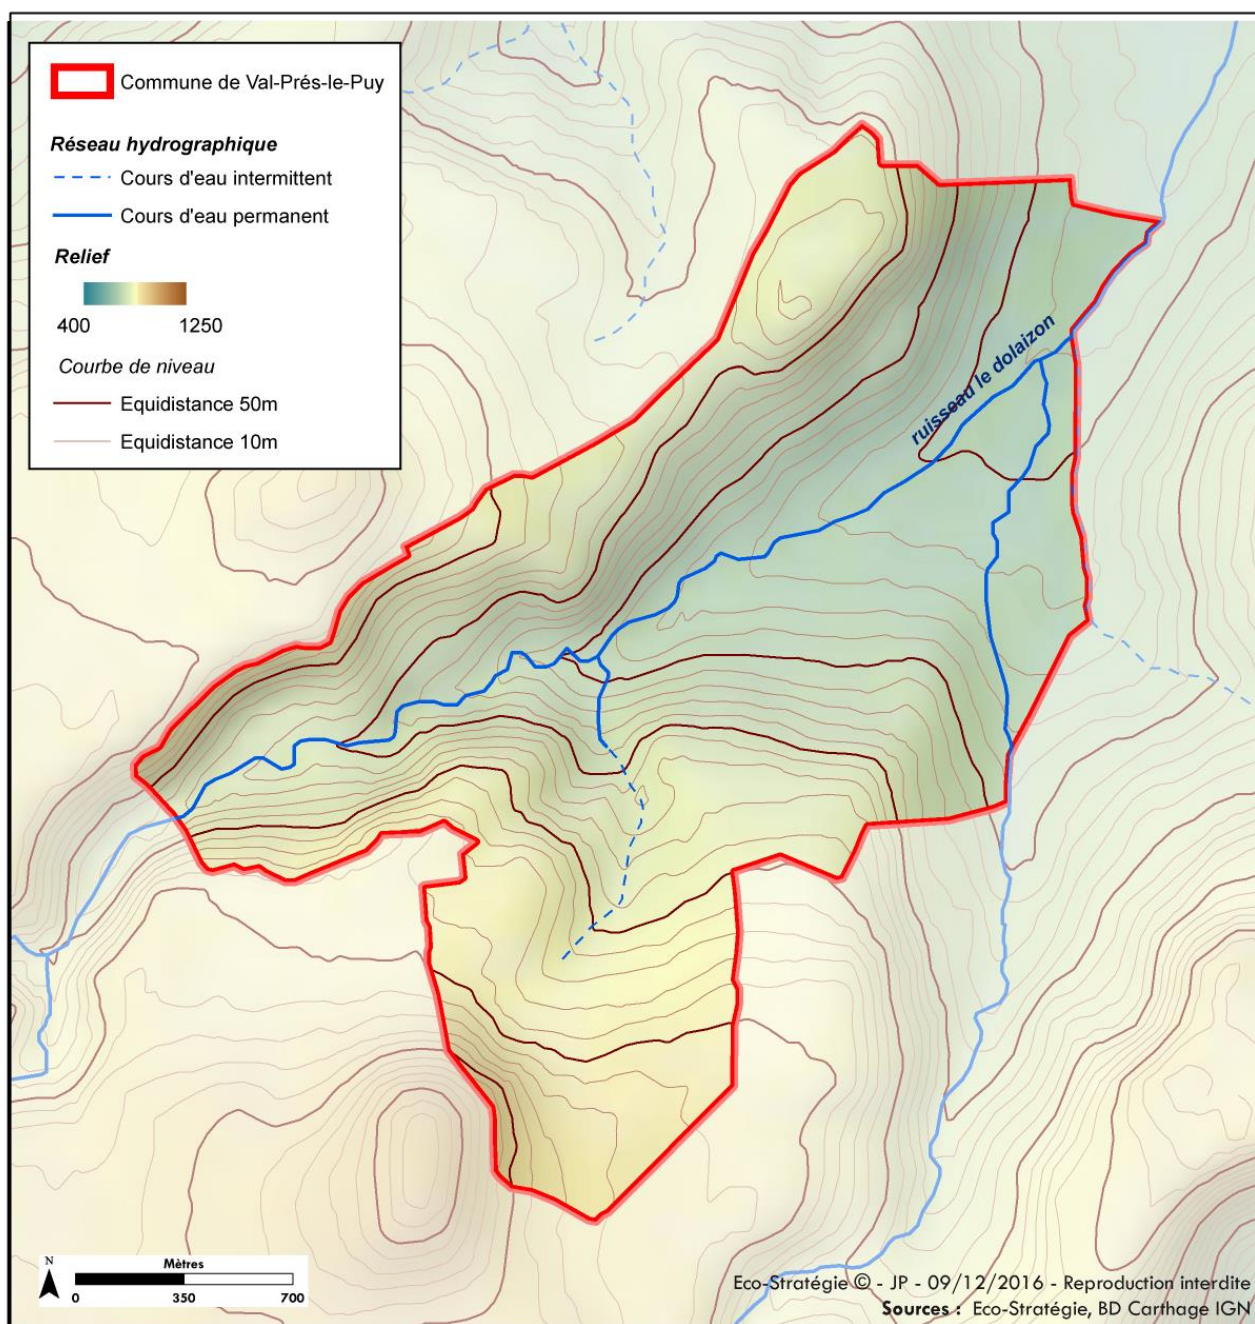 Commune de Val-Prés-le-Puy
Réseau hydrographique
Cours d'eau intermittent
Cours d'eau permanent
Relief
400 1250
Courbe de niveau
Equidistance 50m
Equidistance 10m
ruisseau le dolaizon
N
Mètres
0 350 700
Eco-Stratégie © - JP - 09/12/2016 - Reproduction interdite
Sources : Eco-Stratégie, BD Carthage IGN